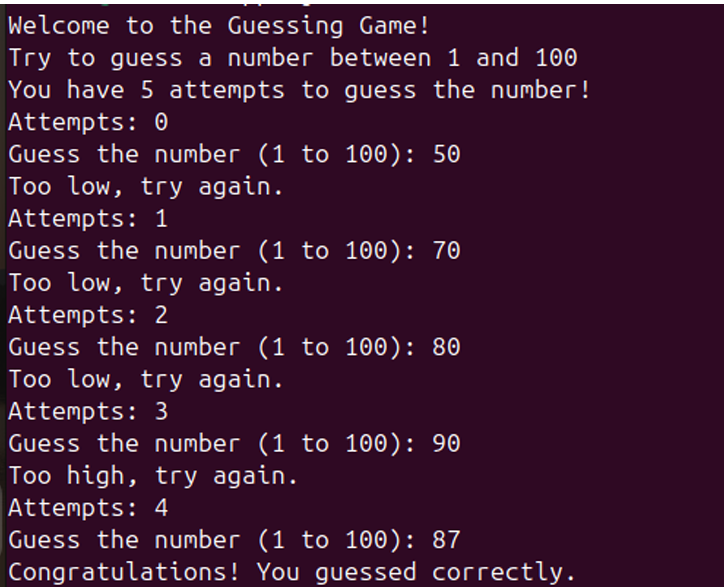 Welcome to the Guessing Game!
Try to guess a number between 1 and 100
You have 5 attempts to guess the number!
Attempts: 0
Guess the number (1 to 100): 50
Too low, try again.
Attempts: 1
Guess the number (1 to 100): 70
Too low, try again.
Attempts: 2
Guess the number (1 to 100): 80
Too low, try again.
Attempts: 3
Guess the number (1 to 100): 90
Too high, try again.
Attempts: 4
Guess the number (1 to 100): 87
Congratulations! You guessed correctly.